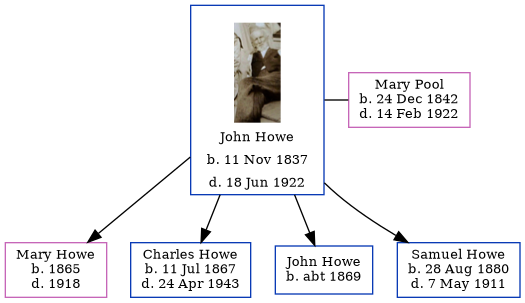 John Howe
b. 11 Nov 1837
d. 18 Jun 1922
Mary Pool
b. 24 Dec 1842
d. 14 Feb 1922
Mary Howe
b. 1865
d. 1918
Charles Howe
b. 11 Jul 1867
d. 24 Apr 1943
John Howe
b. abt 1869
Samuel Howe
b. 28 Aug 1880
d. 7 May 1911